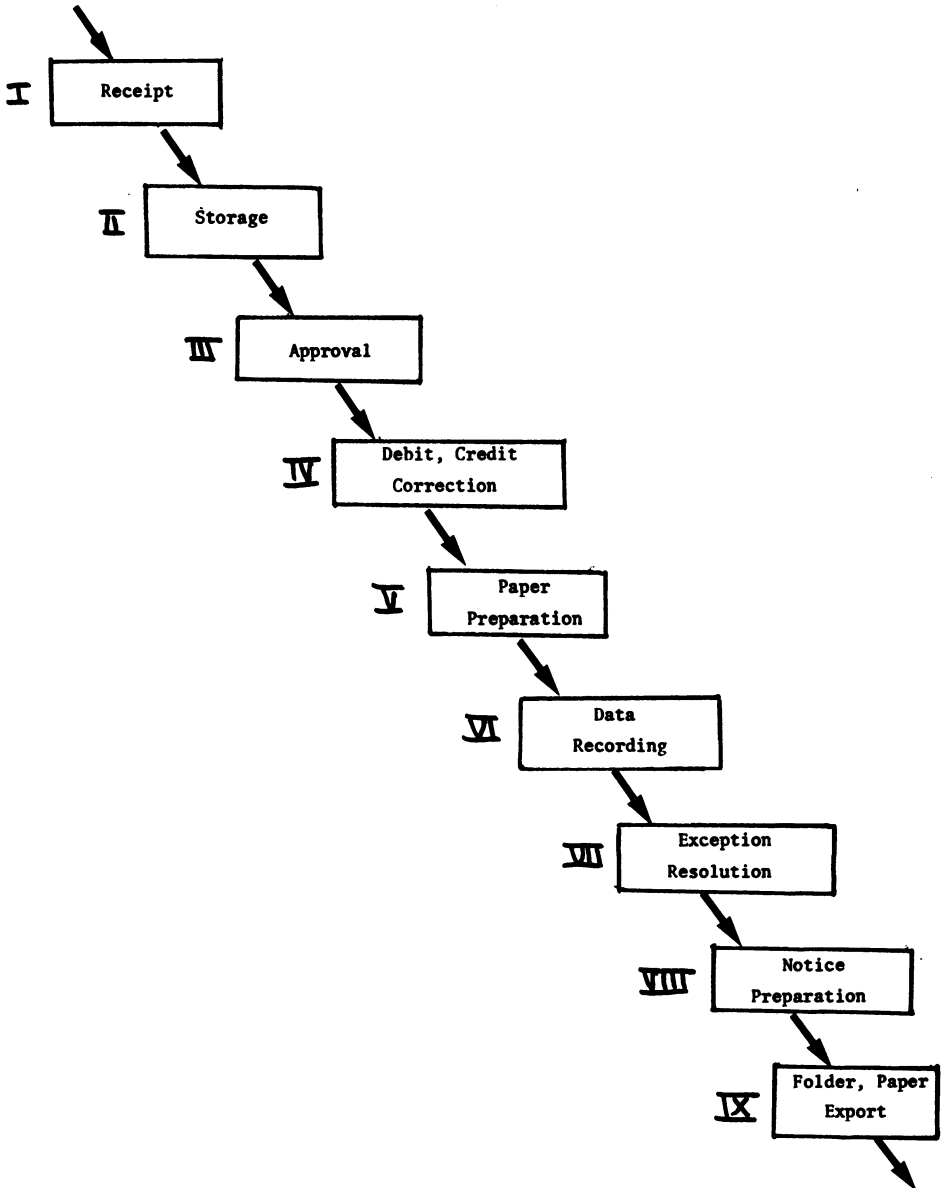 I
Receipt
II
Storage
III
Approval
IV
Debit, Credit
Correction
V
Paper
Preparation
VI
Data
Recording
VII
Exception
Resolution
VIII
Notice
Preparation
IX
Folder, Paper
Export